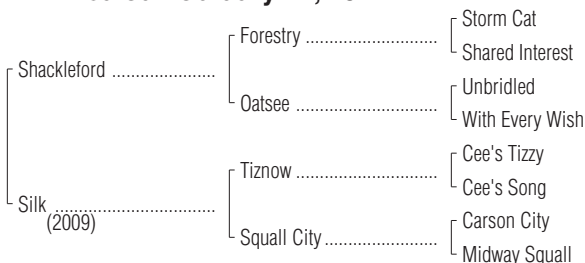 Storm Cat
Forestry ..............................
Shared Interest
Shackleford .......................
Unbridled
Oatsee ................................
With Every Wish
Cee's Tizzy
Tiznow ................................
Cee's Song
Silk ....................................
(2009)
Carson City
Squall City .........................
Midway Squall